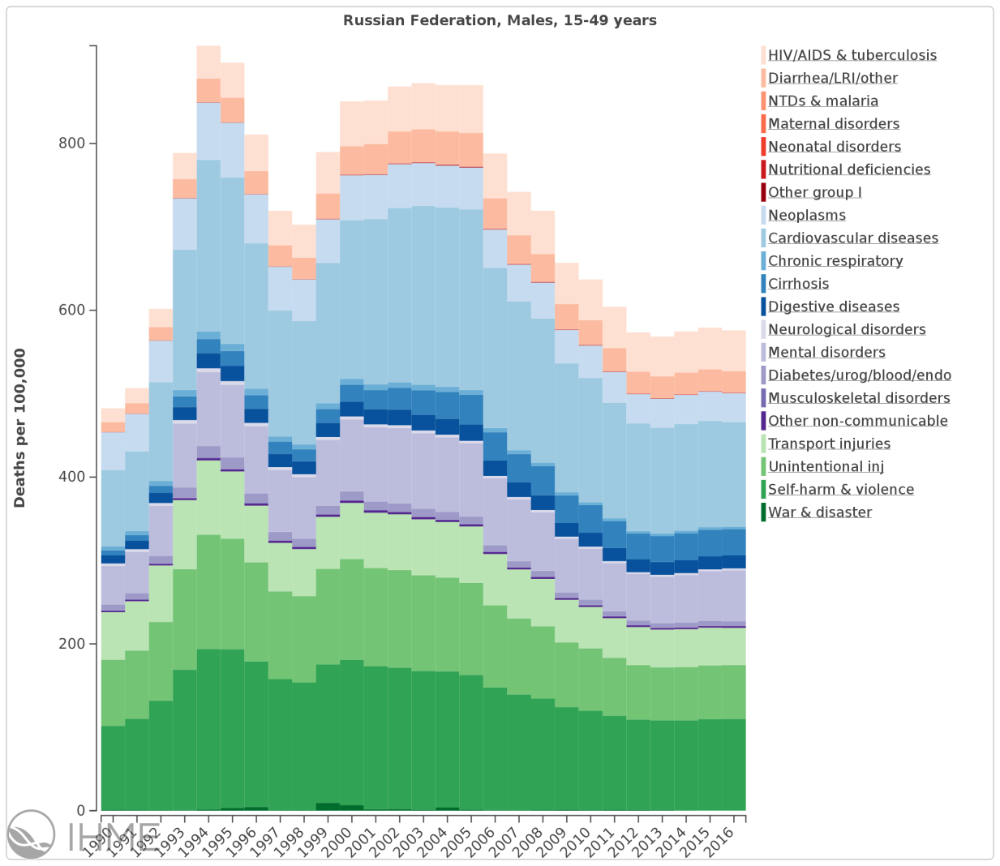 Russian Federation, Males, 15-49 years
Deaths per 100,000
800
600
400
200
0
HIV/AIDS & tuberculosis
Diarrhea/LRI/other
NTDs & malaria
Maternal disorders
Neonatal disorders
Nutritional deficiencies
Other group I
Neoplasms
Cardiovascular diseases
Chronic respiratory
Cirrhosis
Digestive diseases
Neurological disorders
Mental disorders
Diabetes/urog/blood/endo
Musculoskeletal disorders
Other non-communicable
Transport injuries
Unintentional inj
Self-harm & violence
War & disaster
1990
1991
1992
1993
1994
1995
1996
1997
1998
1999
2000
2001
2002
2003
2004
2005
2006
2007
2008
2009
2010
2011
2012
2013
2014
2015
2016
IHME